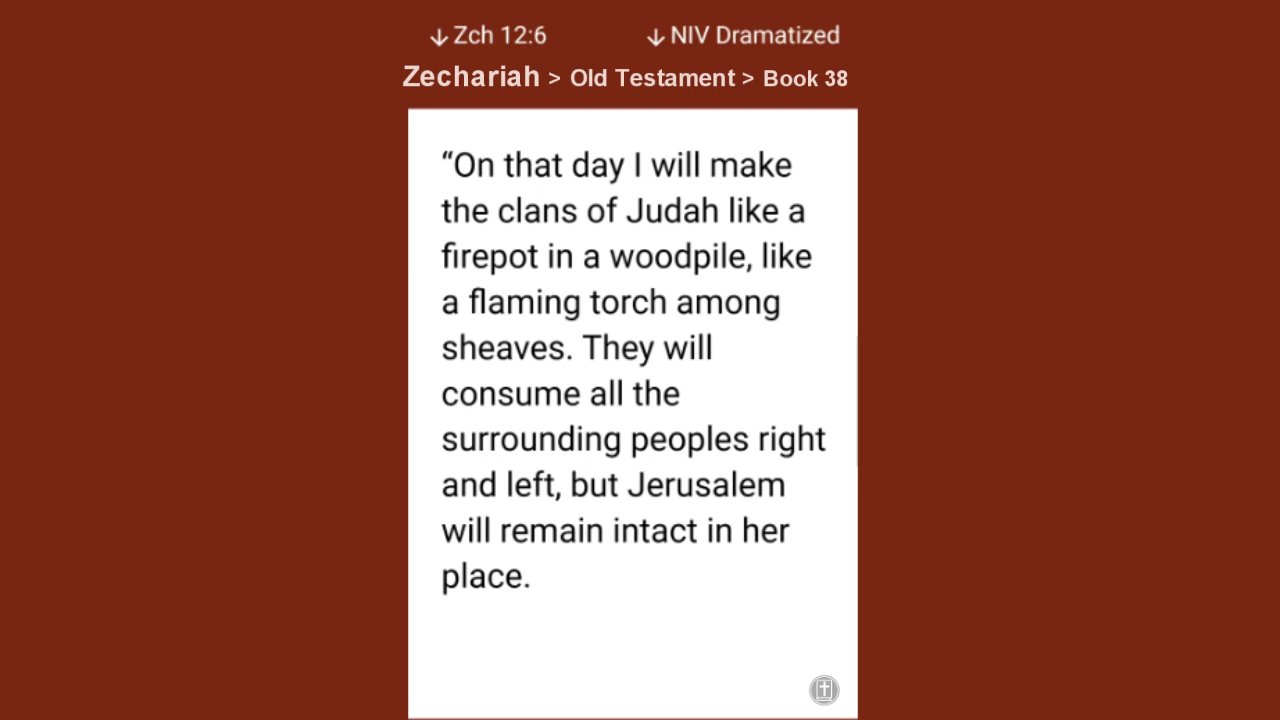 ↓ Zch 12:6 ↓ NIV Dramatized
Zechariah > Old Testament > Book 38
“On that day I will make
the clans of Judah like a
firepot in a woodpile, like
a flaming torch among
sheaves. They will
consume all the
surrounding peoples right
and left, but Jerusalem
will remain intact in her
place.